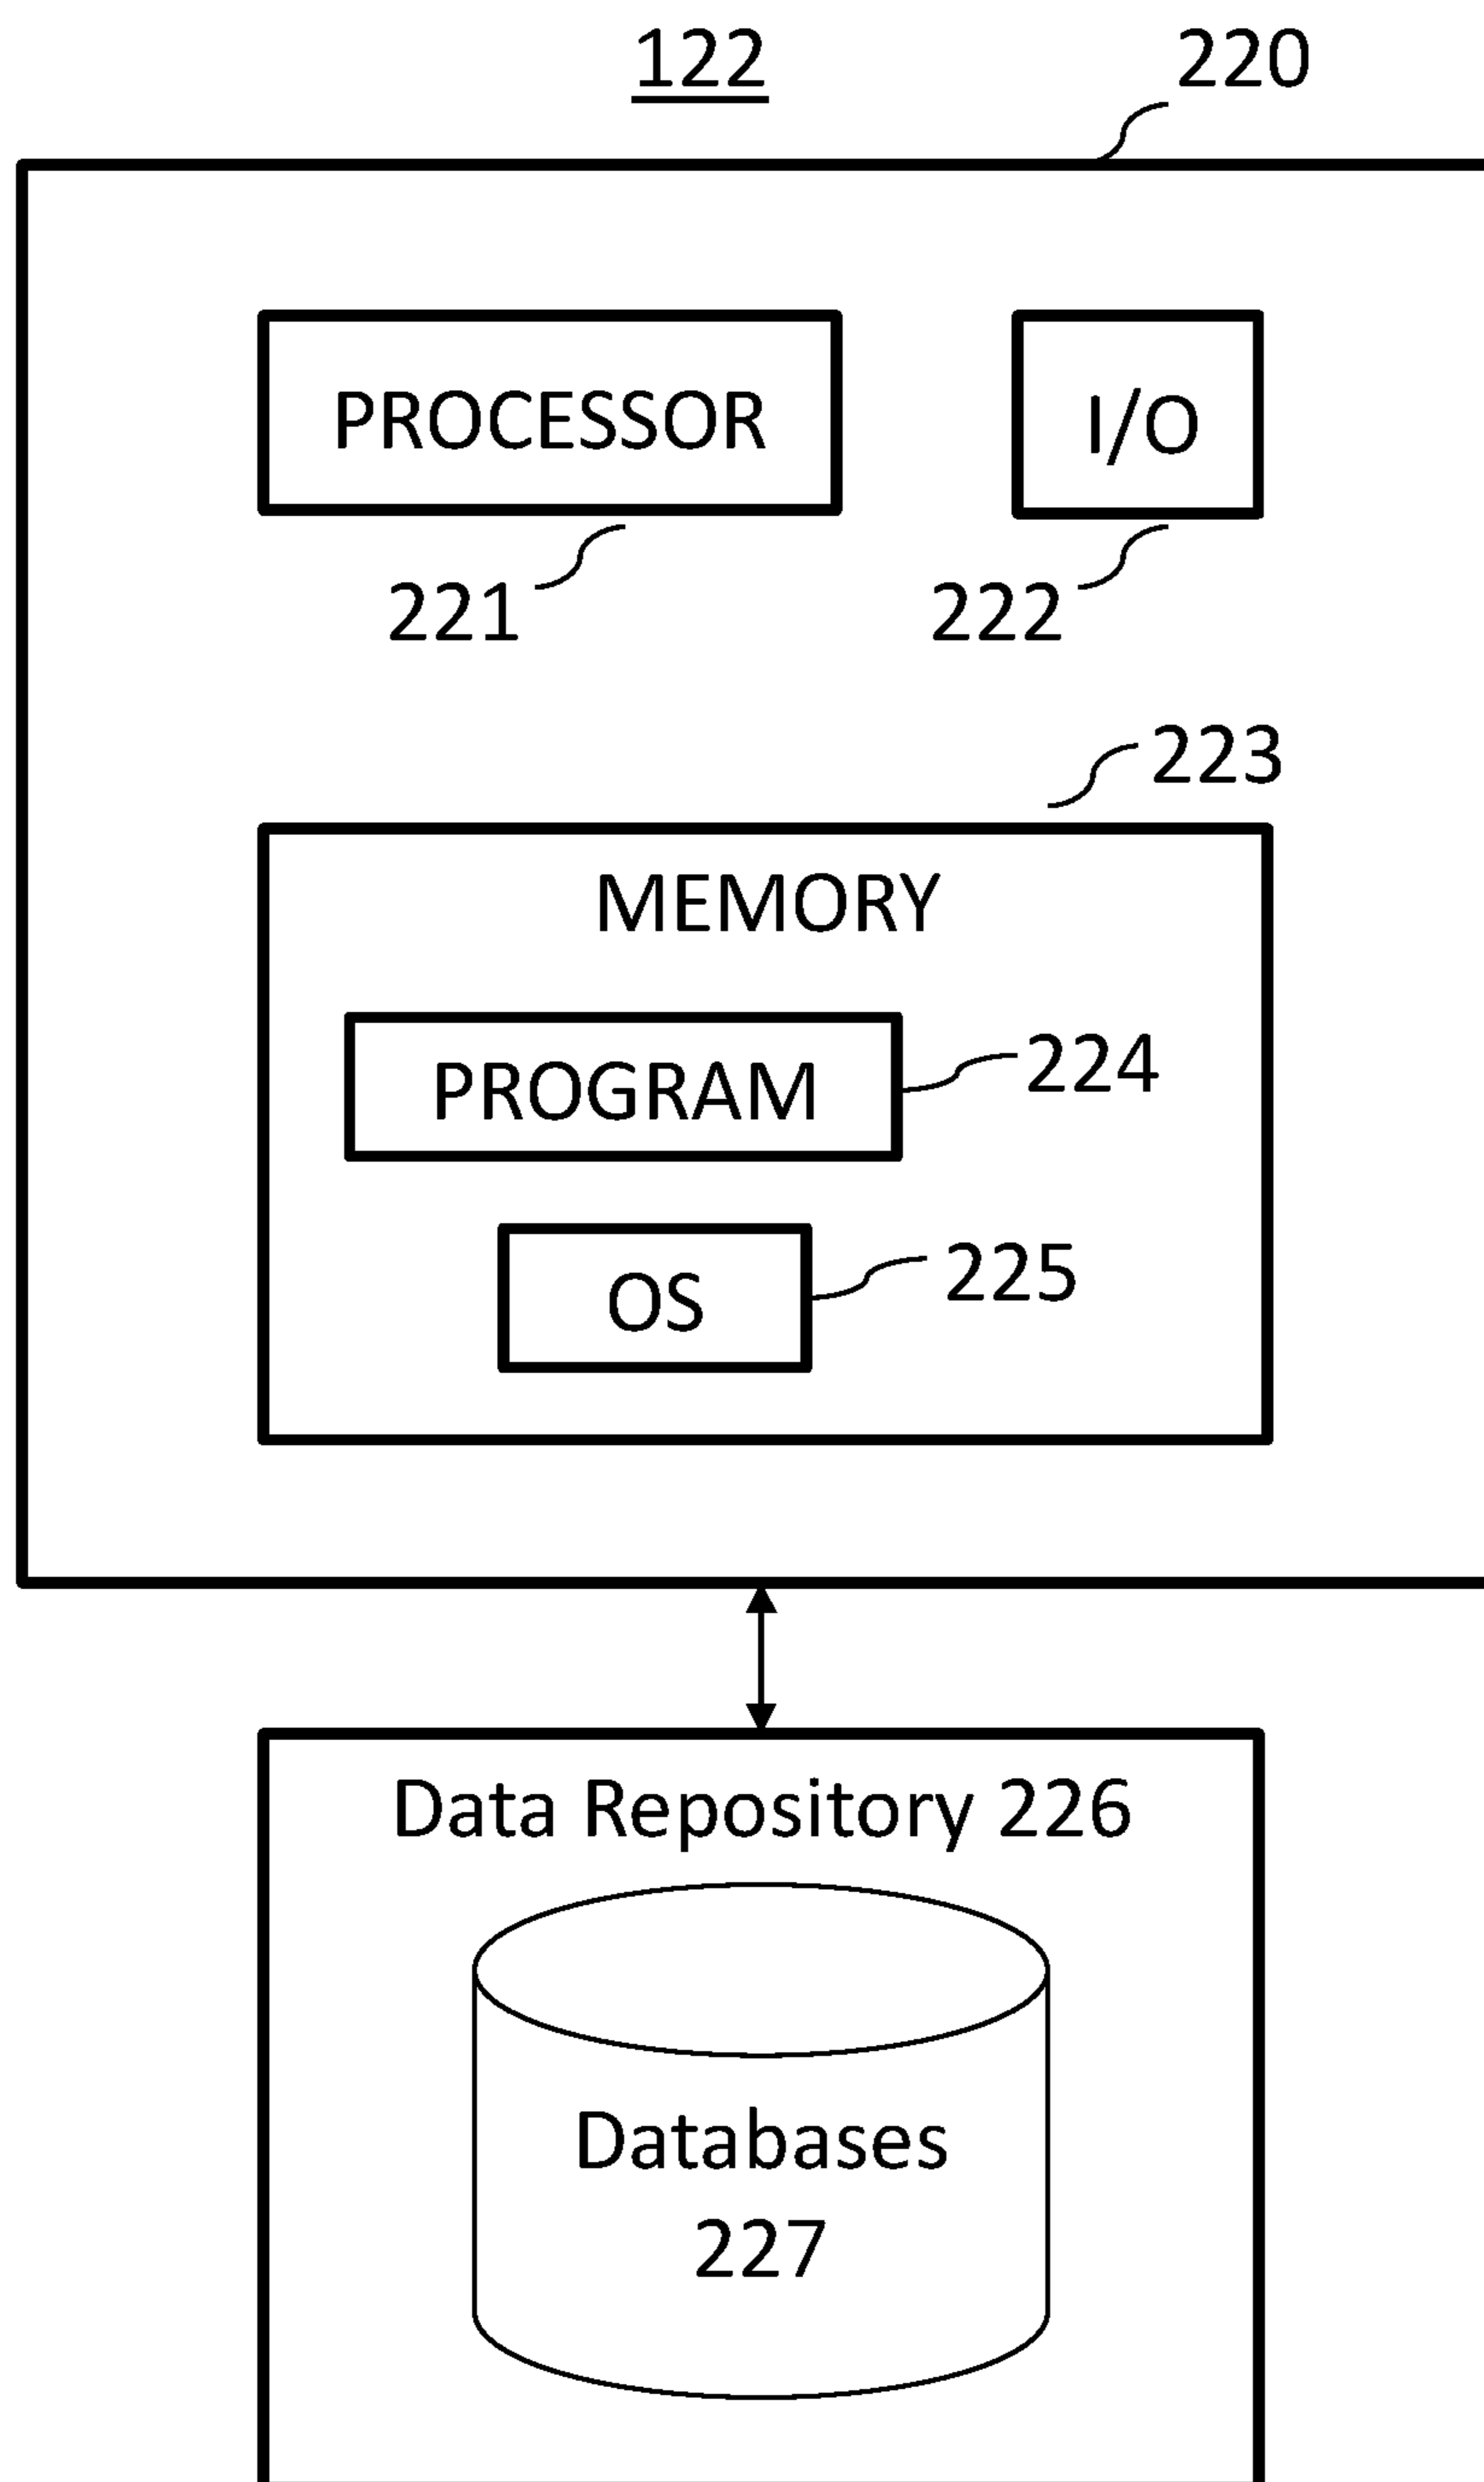 122
220
PROCESSOR
I/O
221
222
223
MEMORY
PROGRAM
224
OS
225
Data Repository 226
Databases
227